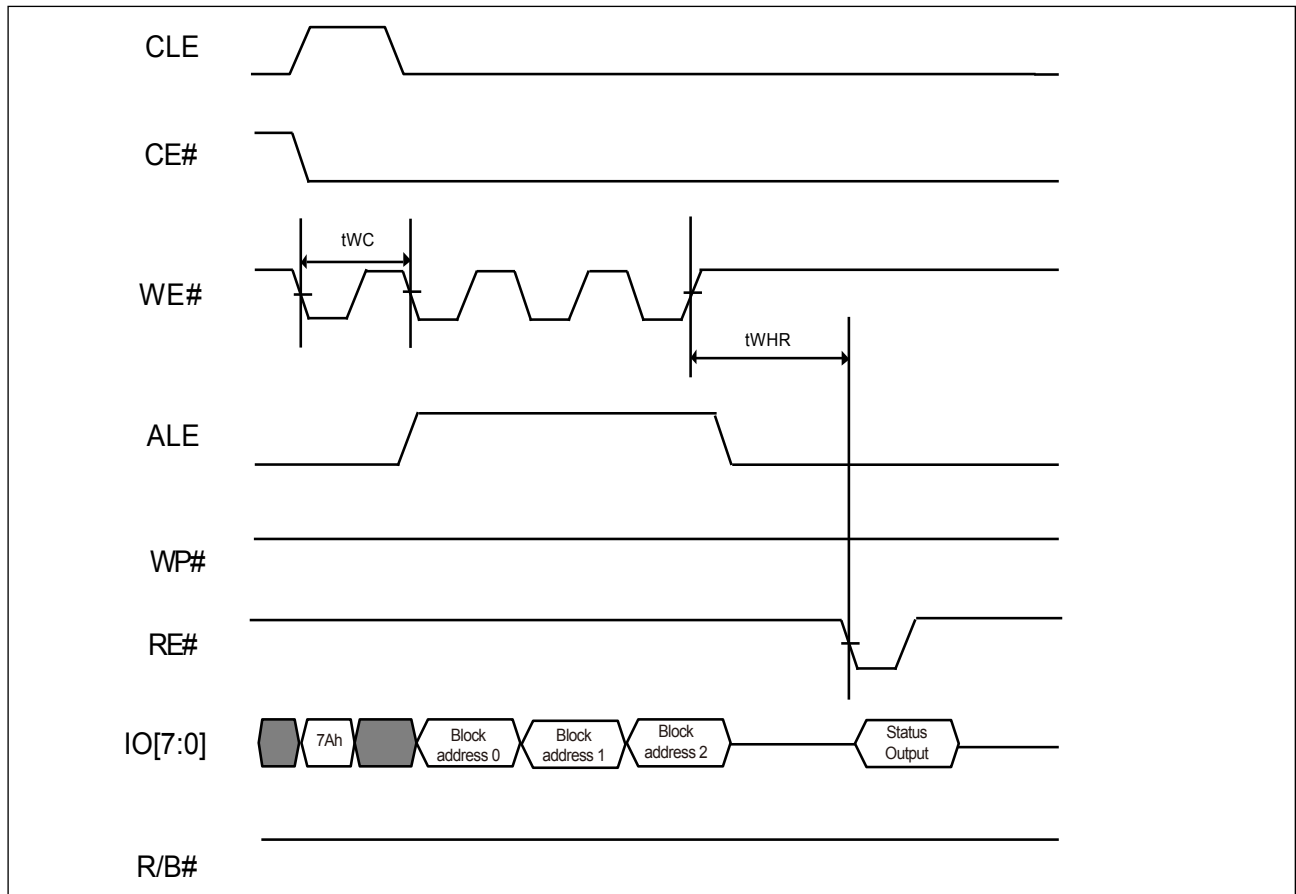 CLE
CE#
tWC
WE#
tWHR
ALE
WP#
RE#
IO[7:0]
7Ah
Block
address 0
Block
address 1
Block
address 2
Status
Output
R/B#